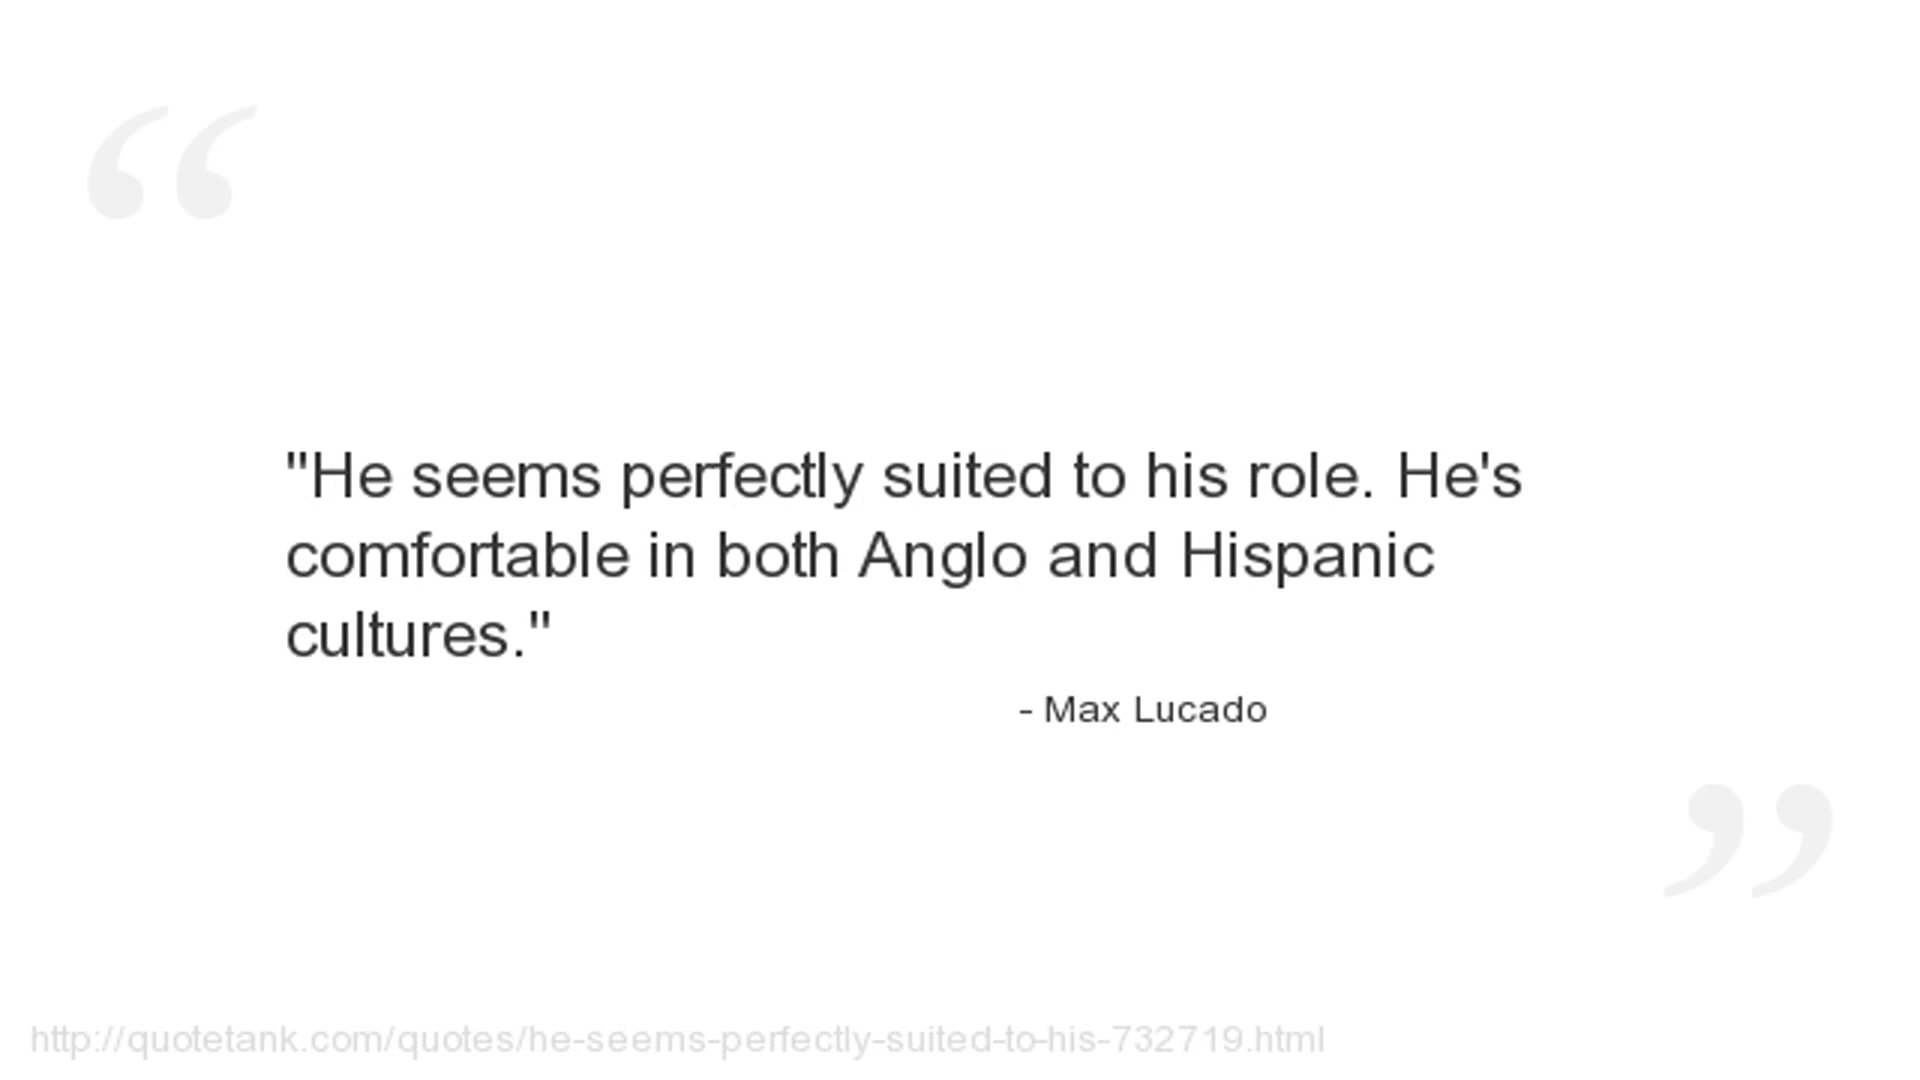 "He seems perfectly suited to his role. He's
comfortable in both Anglo and Hispanic
cultures."
- Max Lucado
http://quotetank.com/quotes/he-seems-perfectly-suited-to-his-732719.html